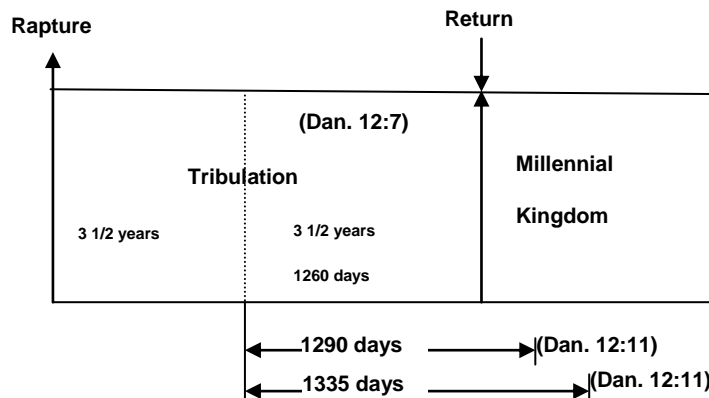 Rapture
Return
(Dan. 12:7)
Tribulation
Millennial
Kingdom
3 1/2 years
3 1/2 years
1260 days
1290 days
(Dan. 12:11)
1335 days
(Dan. 12:11)